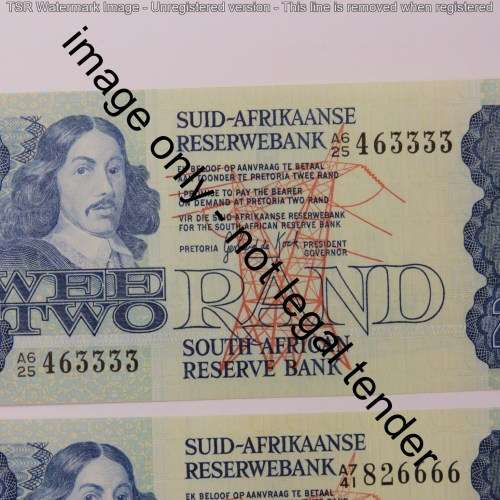 TSR Watermark Image - Unregistered version - This line is removed when registered
image only - not legal tender
SUID-AFRIKAANSE
RESERWEBANK
A6
25 463333
EK BELOOF OP AANVRAAG TE BETAAL
AAN TOONDER TE PRETORIA TWEE RAND
I PROMISE TO PAY THE BEARER
ON DEMAND AT PRETORIA TWO RAND
VIR DIE SUID-AFRIKAANSE RESERWEBANK
FOR THE SOUTH AFRICAN RESERVE BANK
PRETORIA
PRESIDENT
GOVERNOR
TWEE
TWO
RAND
A6
25 463333
SOUTH AFRICAN
RESERVE BANK
SUID-AFRIKAANSE
RESERWEBANK
A7
41 826666
EK BELOOF OP AANVRAAG TE BETAAL